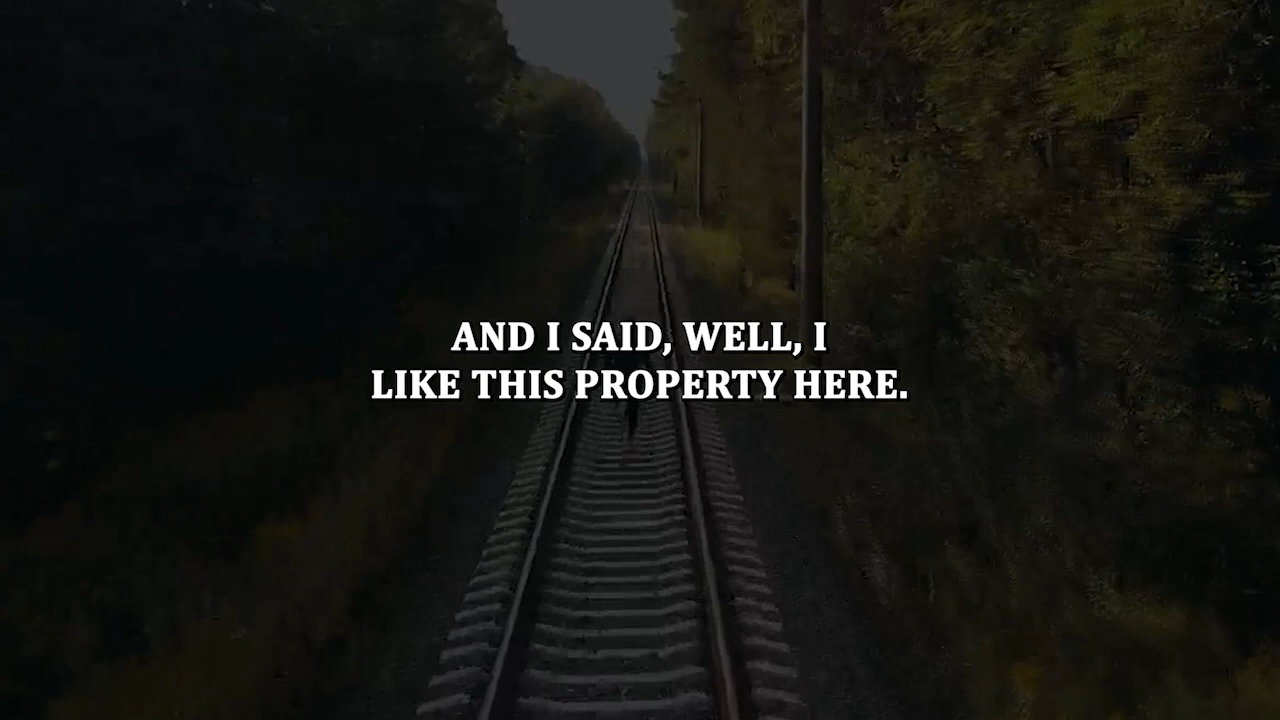 AND I SAID, WELL, I
LIKE THIS PROPERTY HERE.